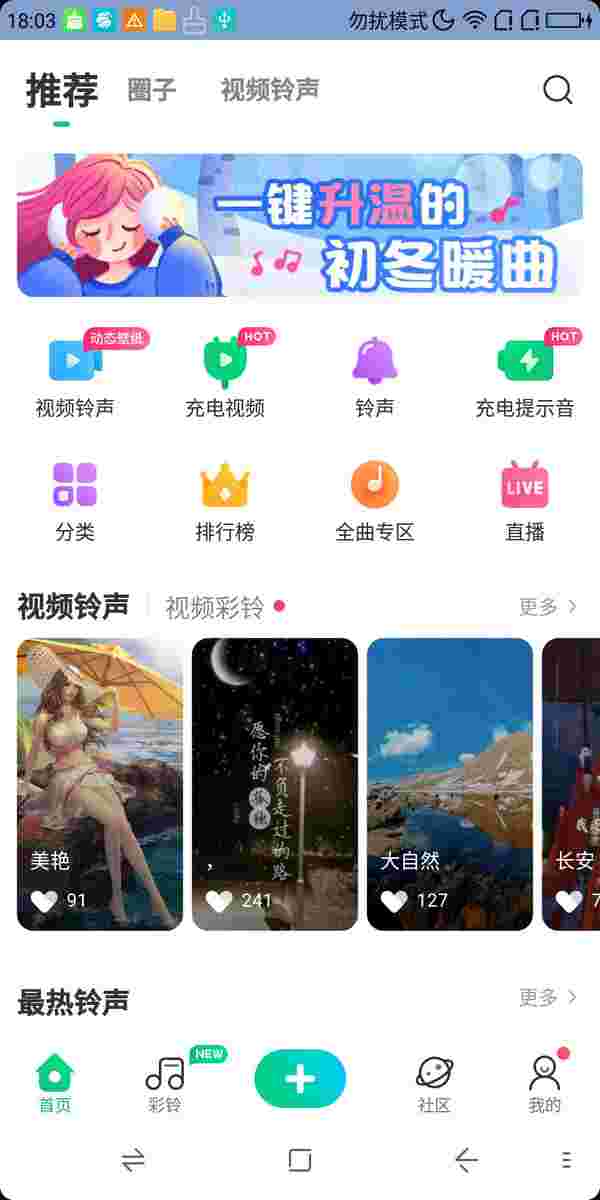 18:03
勿扰模式
推荐
圈子
视频铃声
一键升温的
初冬暖曲
动态壁纸
HOT
HOT
视频铃声
充电视频
铃声
充电提示音
LIVE
分类
排行榜
全曲专区
直播
视频铃声
视频彩铃
更多
愿你的孤独
不负走过的路
美艳
,
大自然
长安
91
241
127
7
最热铃声
更多
NEW
首页
彩铃
社区
我的